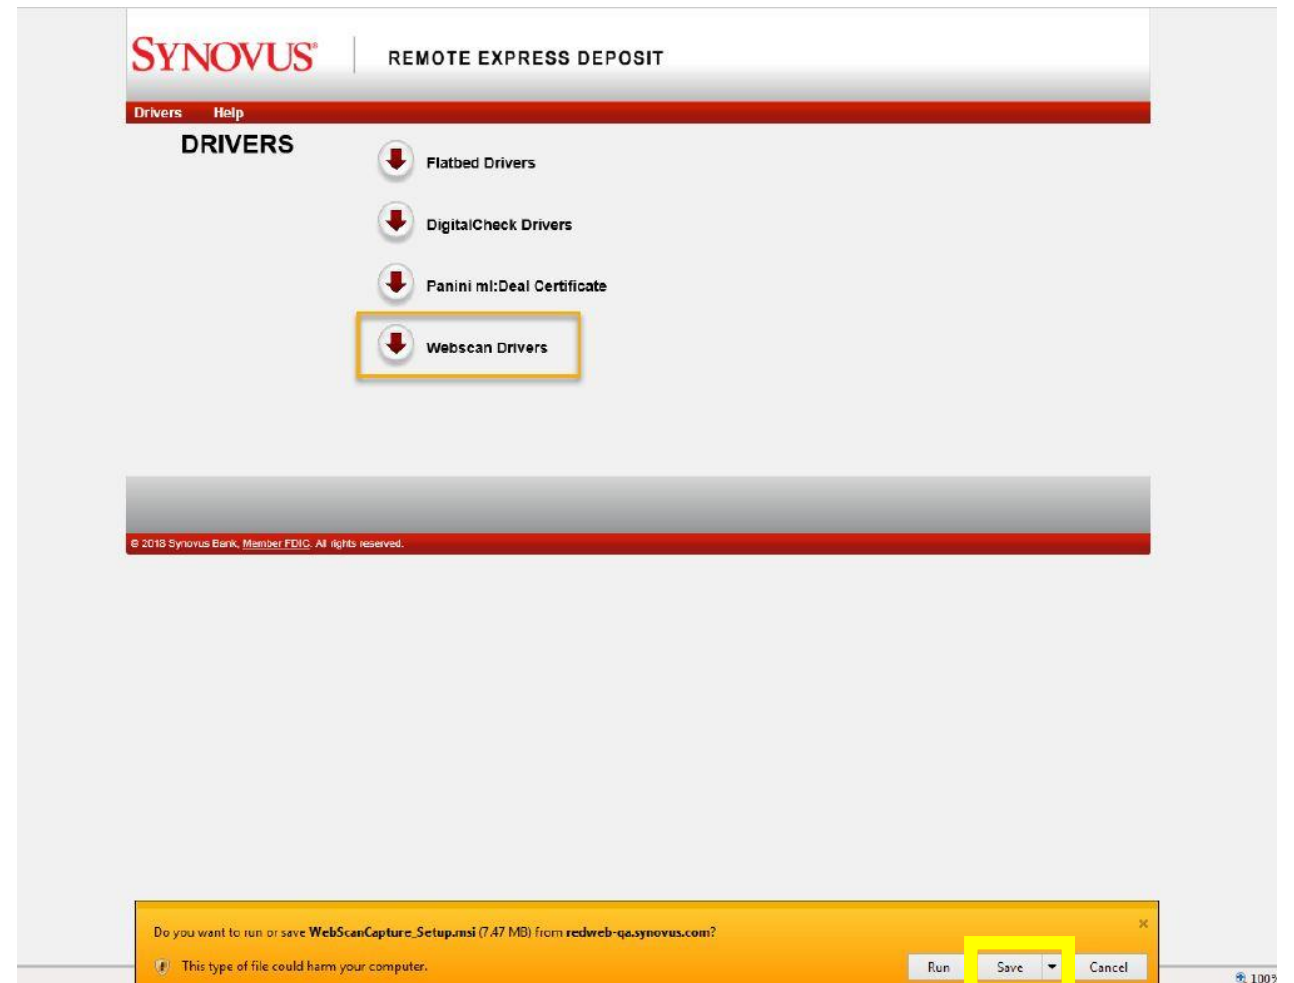 SYNOVUS®
REMOTE EXPRESS DEPOSIT
Drivers Help
DRIVERS
Flatbed Drivers
DigitalCheck Drivers
Panini mI:Deal Certificate
Webscan Drivers
© 2018 Synovus Bank, Member FDIC. All rights reserved.
Do you want to run or save WebScanCapture_Setup.msi (7.47 MB) from redweb-qa.synovus.com?
This type of file could harm your computer.
Run Save Cancel
100%